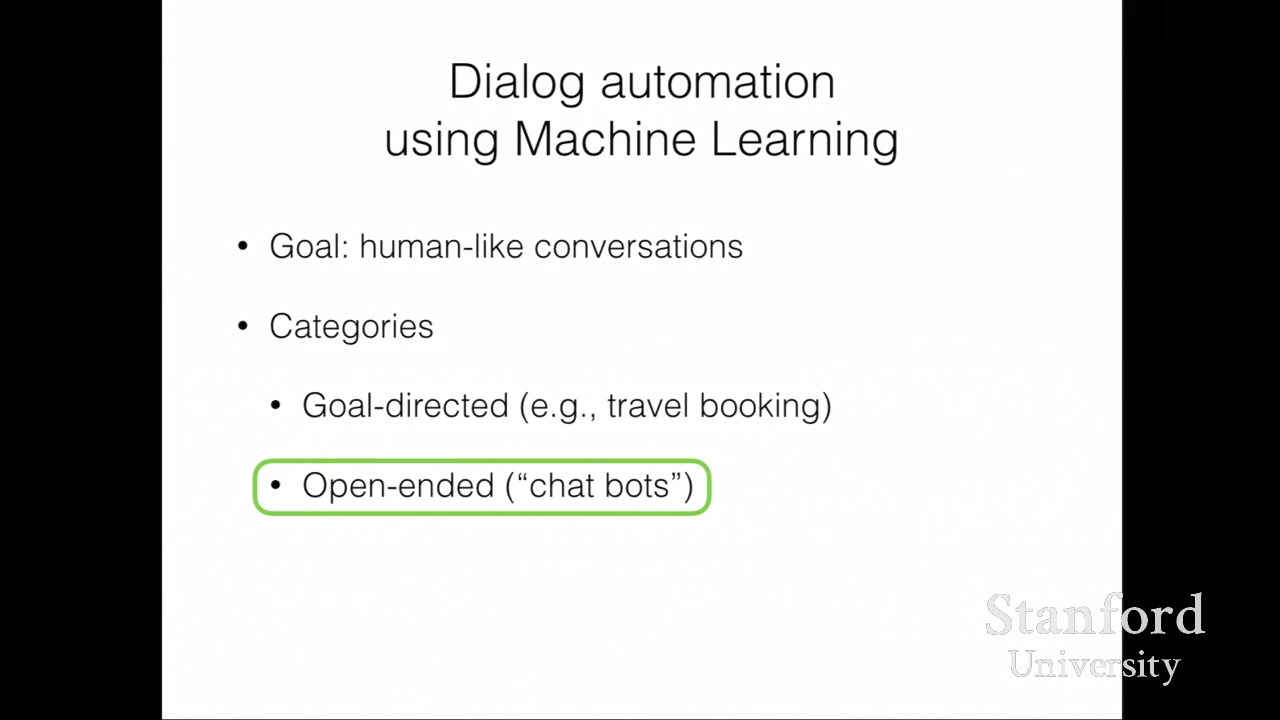 Dialog automation
using Machine Learning
• Goal: human-like conversations
• Categories
• Goal-directed (e.g., travel booking)
• Open-ended (“chat bots”)
Stanford
University